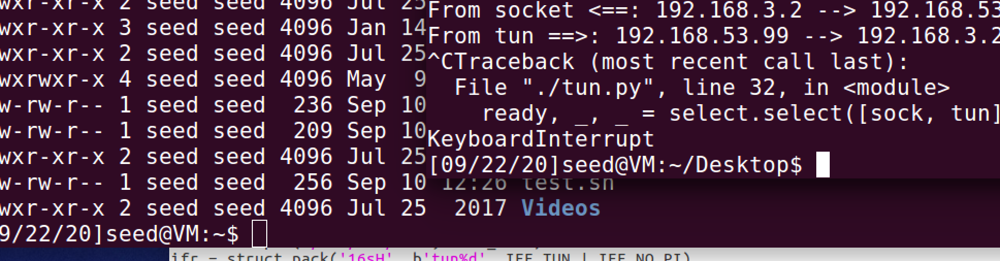 wxr-xr-x 2 seed seed 4096 Jul 25
wxr-xr-x 3 seed seed 4096 Jan 14
wxr-xr-x 2 seed seed 4096 Jul 25
wxrwxr-x 4 seed seed 4096 May  9
w-rw-r-- 1 seed seed  236 Sep 10
w-rw-r-- 1 seed seed  209 Sep 10
wxr-xr-x 2 seed seed 4096 Jul 25
w-rw-r-- 1 seed seed  256 Sep 10 12:26 test.sh
wxr-xr-x 2 seed seed 4096 Jul 25  2017 Videos
9/22/20]seed@VM:~$
From socket <==: 192.168.3.2 --> 192.168.53
From tun ==>: 192.168.53.99 --> 192.168.3.2
^CTraceback (most recent call last):
  File "./tun.py", line 32, in <module>
    ready, _, _ = select.select([sock, tun]
KeyboardInterrupt
[09/22/20]seed@VM:~/Desktop$
ifr = struct.pack('16sH', b'tun%d', IFF_TUN | IFF_NO_PI)